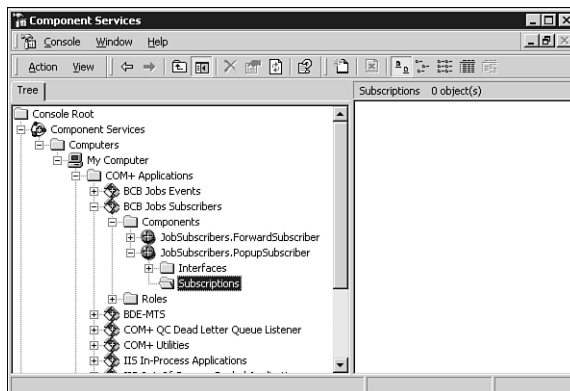 Component Services
Console Window Help
Action View
Tree
Subscriptions 0 object(s)
Console Root
Component Services
Computers
My Computer
COM+ Applications
BCB Jobs Events
BCB Jobs Subscribers
Components
JobSubscribers.ForwardSubscriber
JobSubscribers.PopupSubscriber
Interfaces
Subscriptions
Roles
BDE-MTS
COM+ QC Dead Letter Queue Listener
COM+ Utilities
IIS In-Process Applications